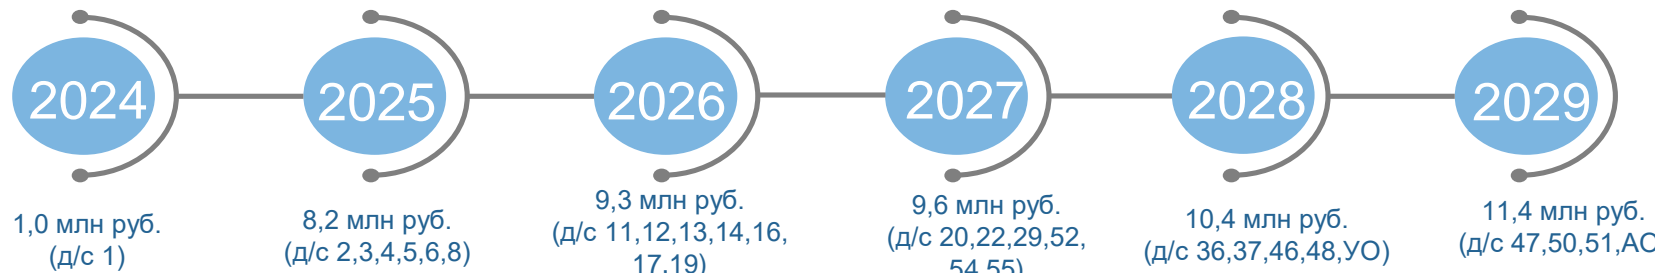 2024
2025
2026
2027
2028
2029
1,0 млн руб.
(д/с 1)
8,2 млн руб.
(д/с 2,3,4,5,6,8)
9,3 млн руб.
(д/с 11,12,13,14,16,
17,19)
9,6 млн руб.
(д/с 20,22,29,52,
54,55)
10,4 млн руб.
(д/с 36,37,46,48,УО)
11,4 млн руб.
(д/с 47,50,51,